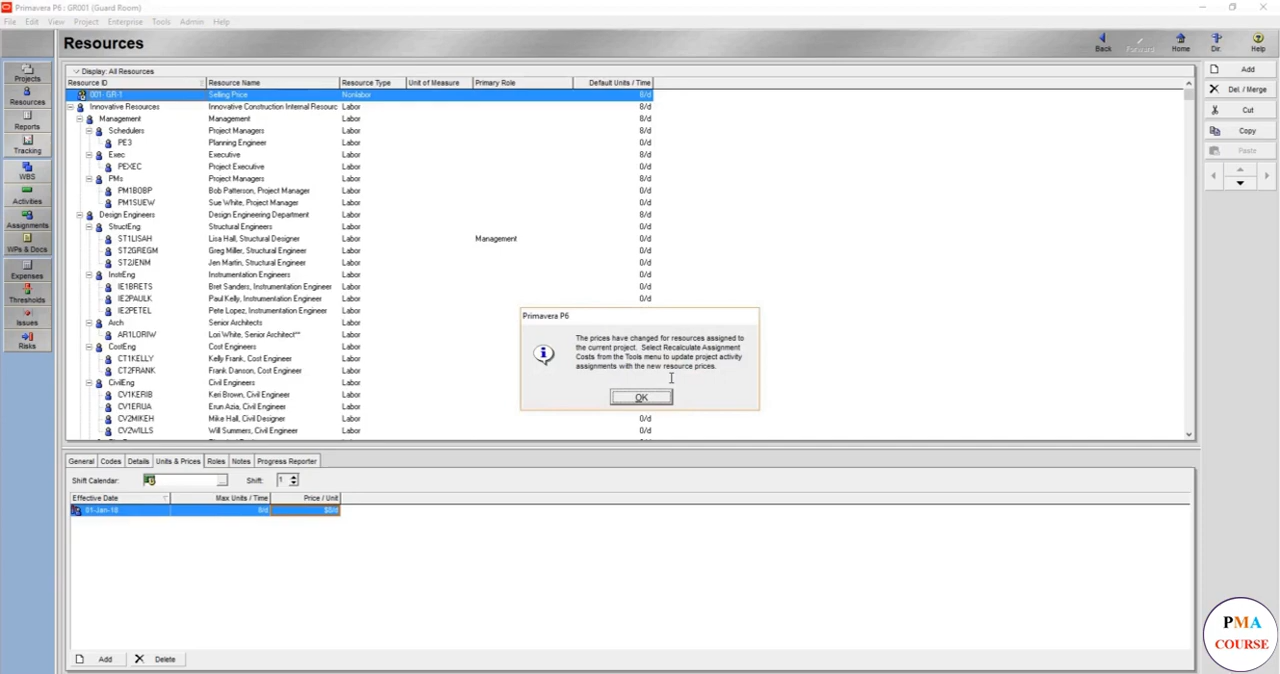 Primavera P6 : GR001 (Guard Room)
File Edit View Project Enterprise Tools Admin Help
Resources
Back Forward Home Dir. Help
Display: All Resources
Resource ID Resource Name Resource Type Unit of Measure Primary Role Default Units / Time
001- GR-1 Selling Price Nonlabor 8/d
Innovative Resources Innovative Construction Internal Resourc Labor 8/d
Management Management Labor 8/d
Schedulers Project Managers Labor 8/d
PE3 Planning Engineer Labor 0/d
Exec Executive Labor 8/d
PEXEC Project Executive Labor 0/d
PMs Project Managers Labor 8/d
PM1BOBP Bob Patterson, Project Manager Labor 0/d
PM1SUEW Sue White, Project Manager Labor 0/d
Design Engineers Design Engineering Department Labor 8/d
StructEng Structural Engineers Labor 0/d
ST1LISAH Lisa Hall, Structural Designer Labor Management 0/d
ST2GREGM Greg Miller, Structural Engineer Labor 0/d
ST2JENM Jen Martin, Structural Engineer Labor 0/d
InstrEng Instrumentation Engineers Labor 0/d
IE1BRETS Bret Sanders, Instrumentation Engineer Labor 0/d
IE2PAULK Paul Kelly, Instrumentation Engineer Labor 0/d
IE2PETEL Pete Lopez, Instrumentation Engineer Labor
Arch Senior Architects Labor
AR1LORIW Lori White, Senior Architect** Labor
CostEng Cost Engineers Labor
CT1KELLY Kelly Frank, Cost Engineer Labor
CT2FRANK Frank Danson, Cost Engineer Labor
CivilEng Civil Engineers Labor
CV1KERIB Keri Brown, Civil Engineer Labor
CV1ERUA Erun Azia, Civil Engineer Labor
CV2MIKEH Mike Hall, Civil Designer Labor 0/d
CV2WILLS Will Summers, Civil Engineer Labor 0/d
Primavera P6
The prices have changed for resources assigned to
the current project. Select Recalculate Assignment
Costs from the Tools menu to update project activity
assignments with the new resource prices.
OK
General Codes Details Units & Prices Roles Notes Progress Reporter
Shift Calendar: ... Shift: 1
Effective Date Max Units / Time Price / Unit
01-Jan-18 8/d
Add Delete
Projects
Resources
Reports
Tracking
WBS
Activities
Assignments
WPs & Docs
Expenses
Thresholds
Issues
Risks
Add
Del. / Merge
Cut
Copy
Paste
PMA
COURSE